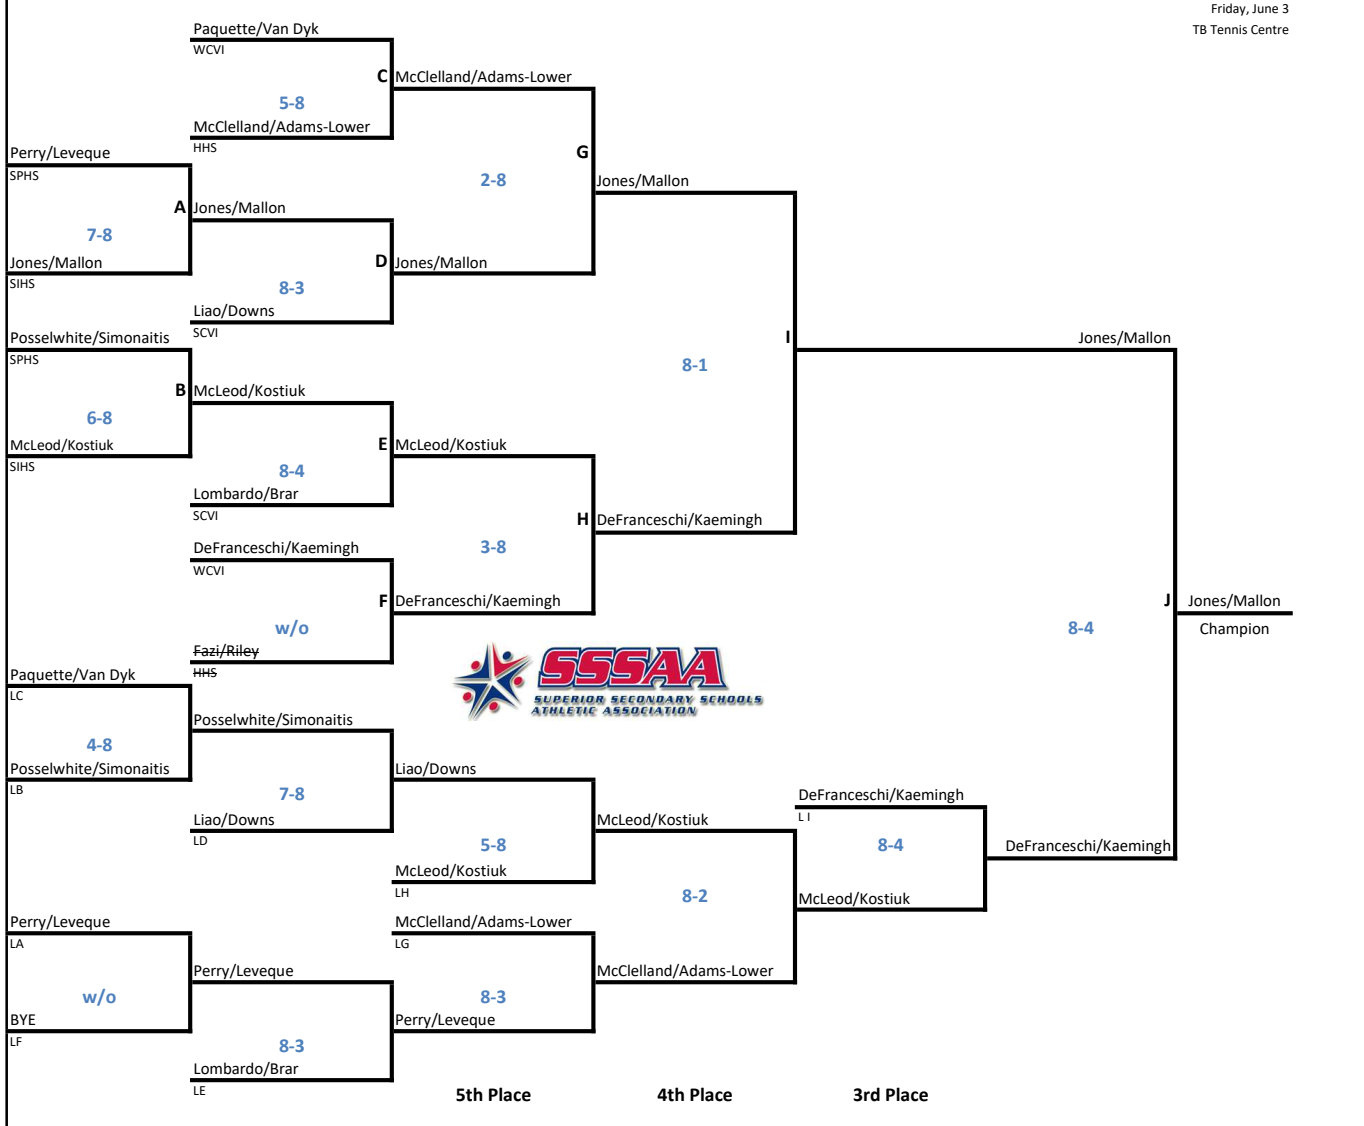 Friday, June 3
TB Tennis Centre
Paquette/Van Dyk
WCVI
C McClelland/Adams-Lower
5-8
McClelland/Adams-Lower
HHS
Perry/Leveque
SPHS
G
2-8
Jones/Mallon
A Jones/Mallon
7-8
Jones/Mallon
SIHS
D Jones/Mallon
8-3
Liao/Downs
SCVI
Posselwhite/Simonaitis
SPHS
I
Jones/Mallon
8-1
B McLeod/Kostiuk
6-8
McLeod/Kostiuk
SIHS
E McLeod/Kostiuk
8-4
Lombardo/Brar
SCVI
H DeFranceschi/Kaemingh
3-8
DeFranceschi/Kaemingh
WCVI
F DeFranceschi/Kaemingh
w/o
Fazi/Riley
HHS
J Jones/Mallon
8-4
Champion
SSSAA
SUPERIOR SECONDARY SCHOOLS
ATHLETIC ASSOCIATION
Paquette/Van Dyk
LC
Posselwhite/Simonaitis
4-8
Posselwhite/Simonaitis
LB
Liao/Downs
7-8
Liao/Downs
LD
DeFranceschi/Kaemingh
L I
McLeod/Kostiuk
5-8
8-4
DeFranceschi/Kaemingh
McLeod/Kostiuk
LH
8-2
McLeod/Kostiuk
Perry/Leveque
LA
McClelland/Adams-Lower
LG
Perry/Leveque
McClelland/Adams-Lower
w/o
8-3
BYE
LF
Perry/Leveque
8-3
Lombardo/Brar
LE
5th Place
4th Place
3rd Place